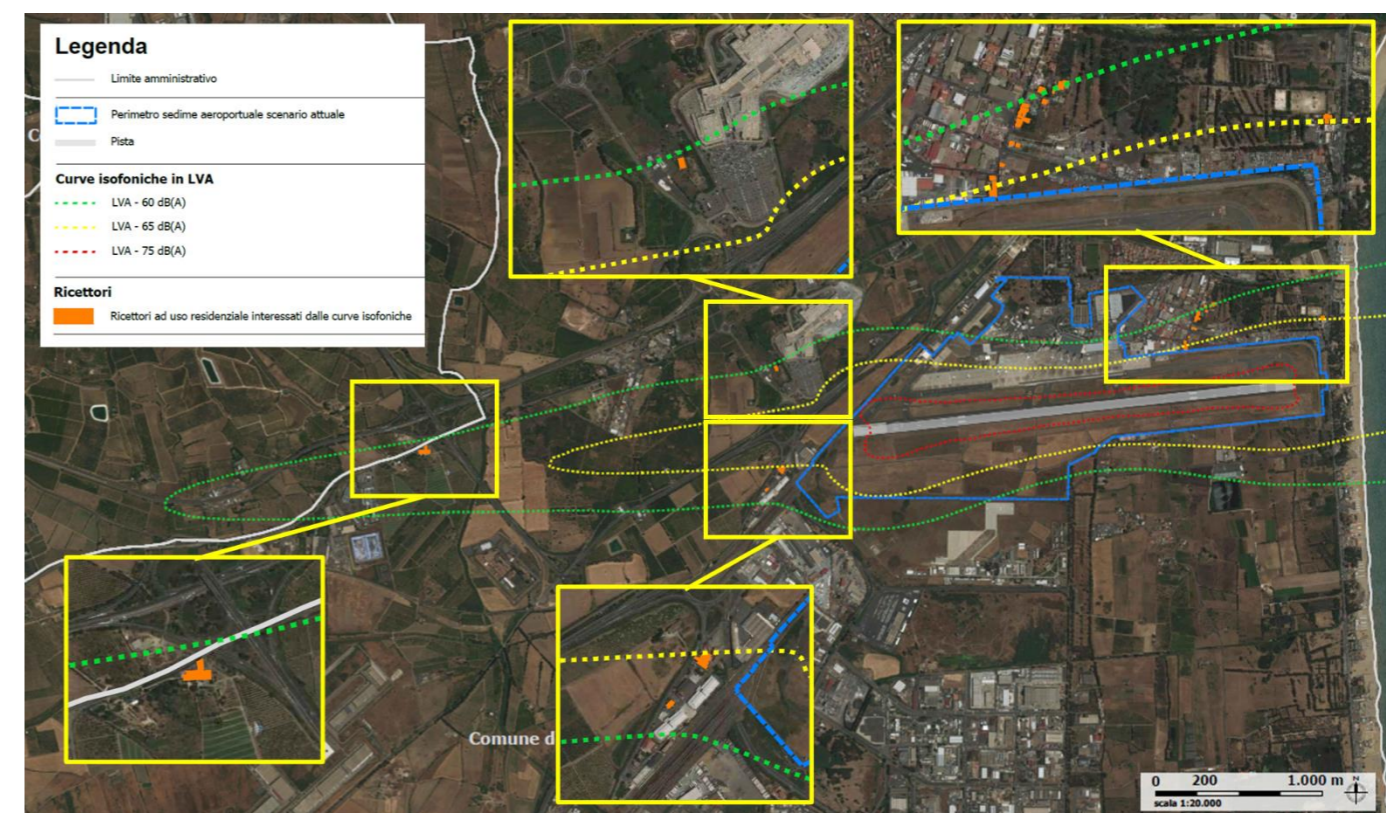 Legenda
Limite amministrativo
Perimetro sedime aeroportuale scenario attuale
Pista
Curve isofoniche in LVA
LVA - 60 dB(A)
LVA - 65 dB(A)
LVA - 75 dB(A)
Ricettori
Ricettori ad uso residenziale interessati dalle curve isofoniche
C
Comune d
0 200 1.000 m
N
scala 1:20.000